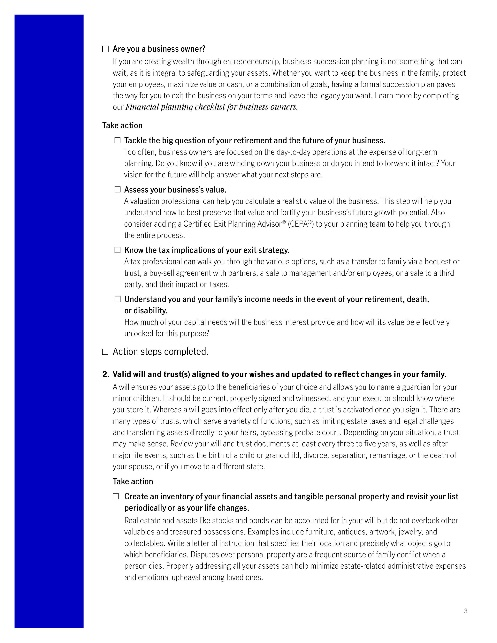 □ Are you a business owner?
If you are creating wealth through entrepreneurship, business succession planning is not something that can
wait, as it is integral to safeguarding your assets. Whether you want to keep the business in the family, protect
your employees, maximize value or cash, or a combination of goals, having a formal succession plan paves
the way for you to exit the business on your terms and leave the legacy you want. Learn more by completing
our Financial planning checklist for business owners.
Take action
□ Tackle the big question of your retirement and the future of your business.
Too often, business owners are focused on the day-to-day operations at the expense of long-term
planning. Do you know if you are winding down your business or do you intend to forward it intact? Your
vision for the future will help answer what your next steps are.
□ Assess your business's value.
A valuation professional can help you calculate a realistic value of the business. This step will help you
understand how to best preserve that value and fortify your business's future growth potential. Also
consider adding a Certified Exit Planning Advisor® (CEPA®) to your planning team to help you through
the entire process.
□ Know the tax implications of your exit strategy.
A tax professional can walk you through the various options, such as a transfer to family via a bequest or
trust, a buy-sell agreement with partners, a sale to management and/or employees, or a sale to a third
party, and their impact on taxes.
□ Understand you and your family's income needs in the event of your retirement, death,
or disability.
How much of your capital needs will the business interest provide and how will its value be effectively
unlocked for this purpose?
□ Action steps completed.
2. Valid will and trust(s) aligned to your wishes and updated to reflect changes in your family.
A will ensures your assets go to the beneficiaries of your choice and allows you to name a guardian for your
minor children. It should be current, properly signed and witnessed, and your executor should know where
you store it. Whereas a will goes into effect only after you die, a trust is activated once you sign it. There are
many types of trusts, which serve a variety of functions, such as limiting estate taxes and legal challenges
and transferring assets directly to your heirs, bypassing probate court. Depending on your situation, a trust
may make sense. Review your will and trust documents at least every three to five years, as well as after
major life events, such as the birth of a child or grandchild, divorce, separation, remarriage, or the death of
your spouse, or if you move to a different state.
Take action
□ Create an inventory of your financial assets and tangible personal property and revisit your list
periodically or as your life changes.
Real estate and assets like stocks and bonds can be accounted for in your will but do not overlook other
valuables and treasured possessions. Examples include furniture, antiques, artwork, jewelry, and
collectables. Write a letter of instruction that specifies their location and precisely what objects go to
which beneficiaries. Disputes over personal property are a frequent source of family conflict when a
person dies. Properly addressing all your assets can help minimize estate-related administrative expenses
and emotional upheaval among loved ones.
3